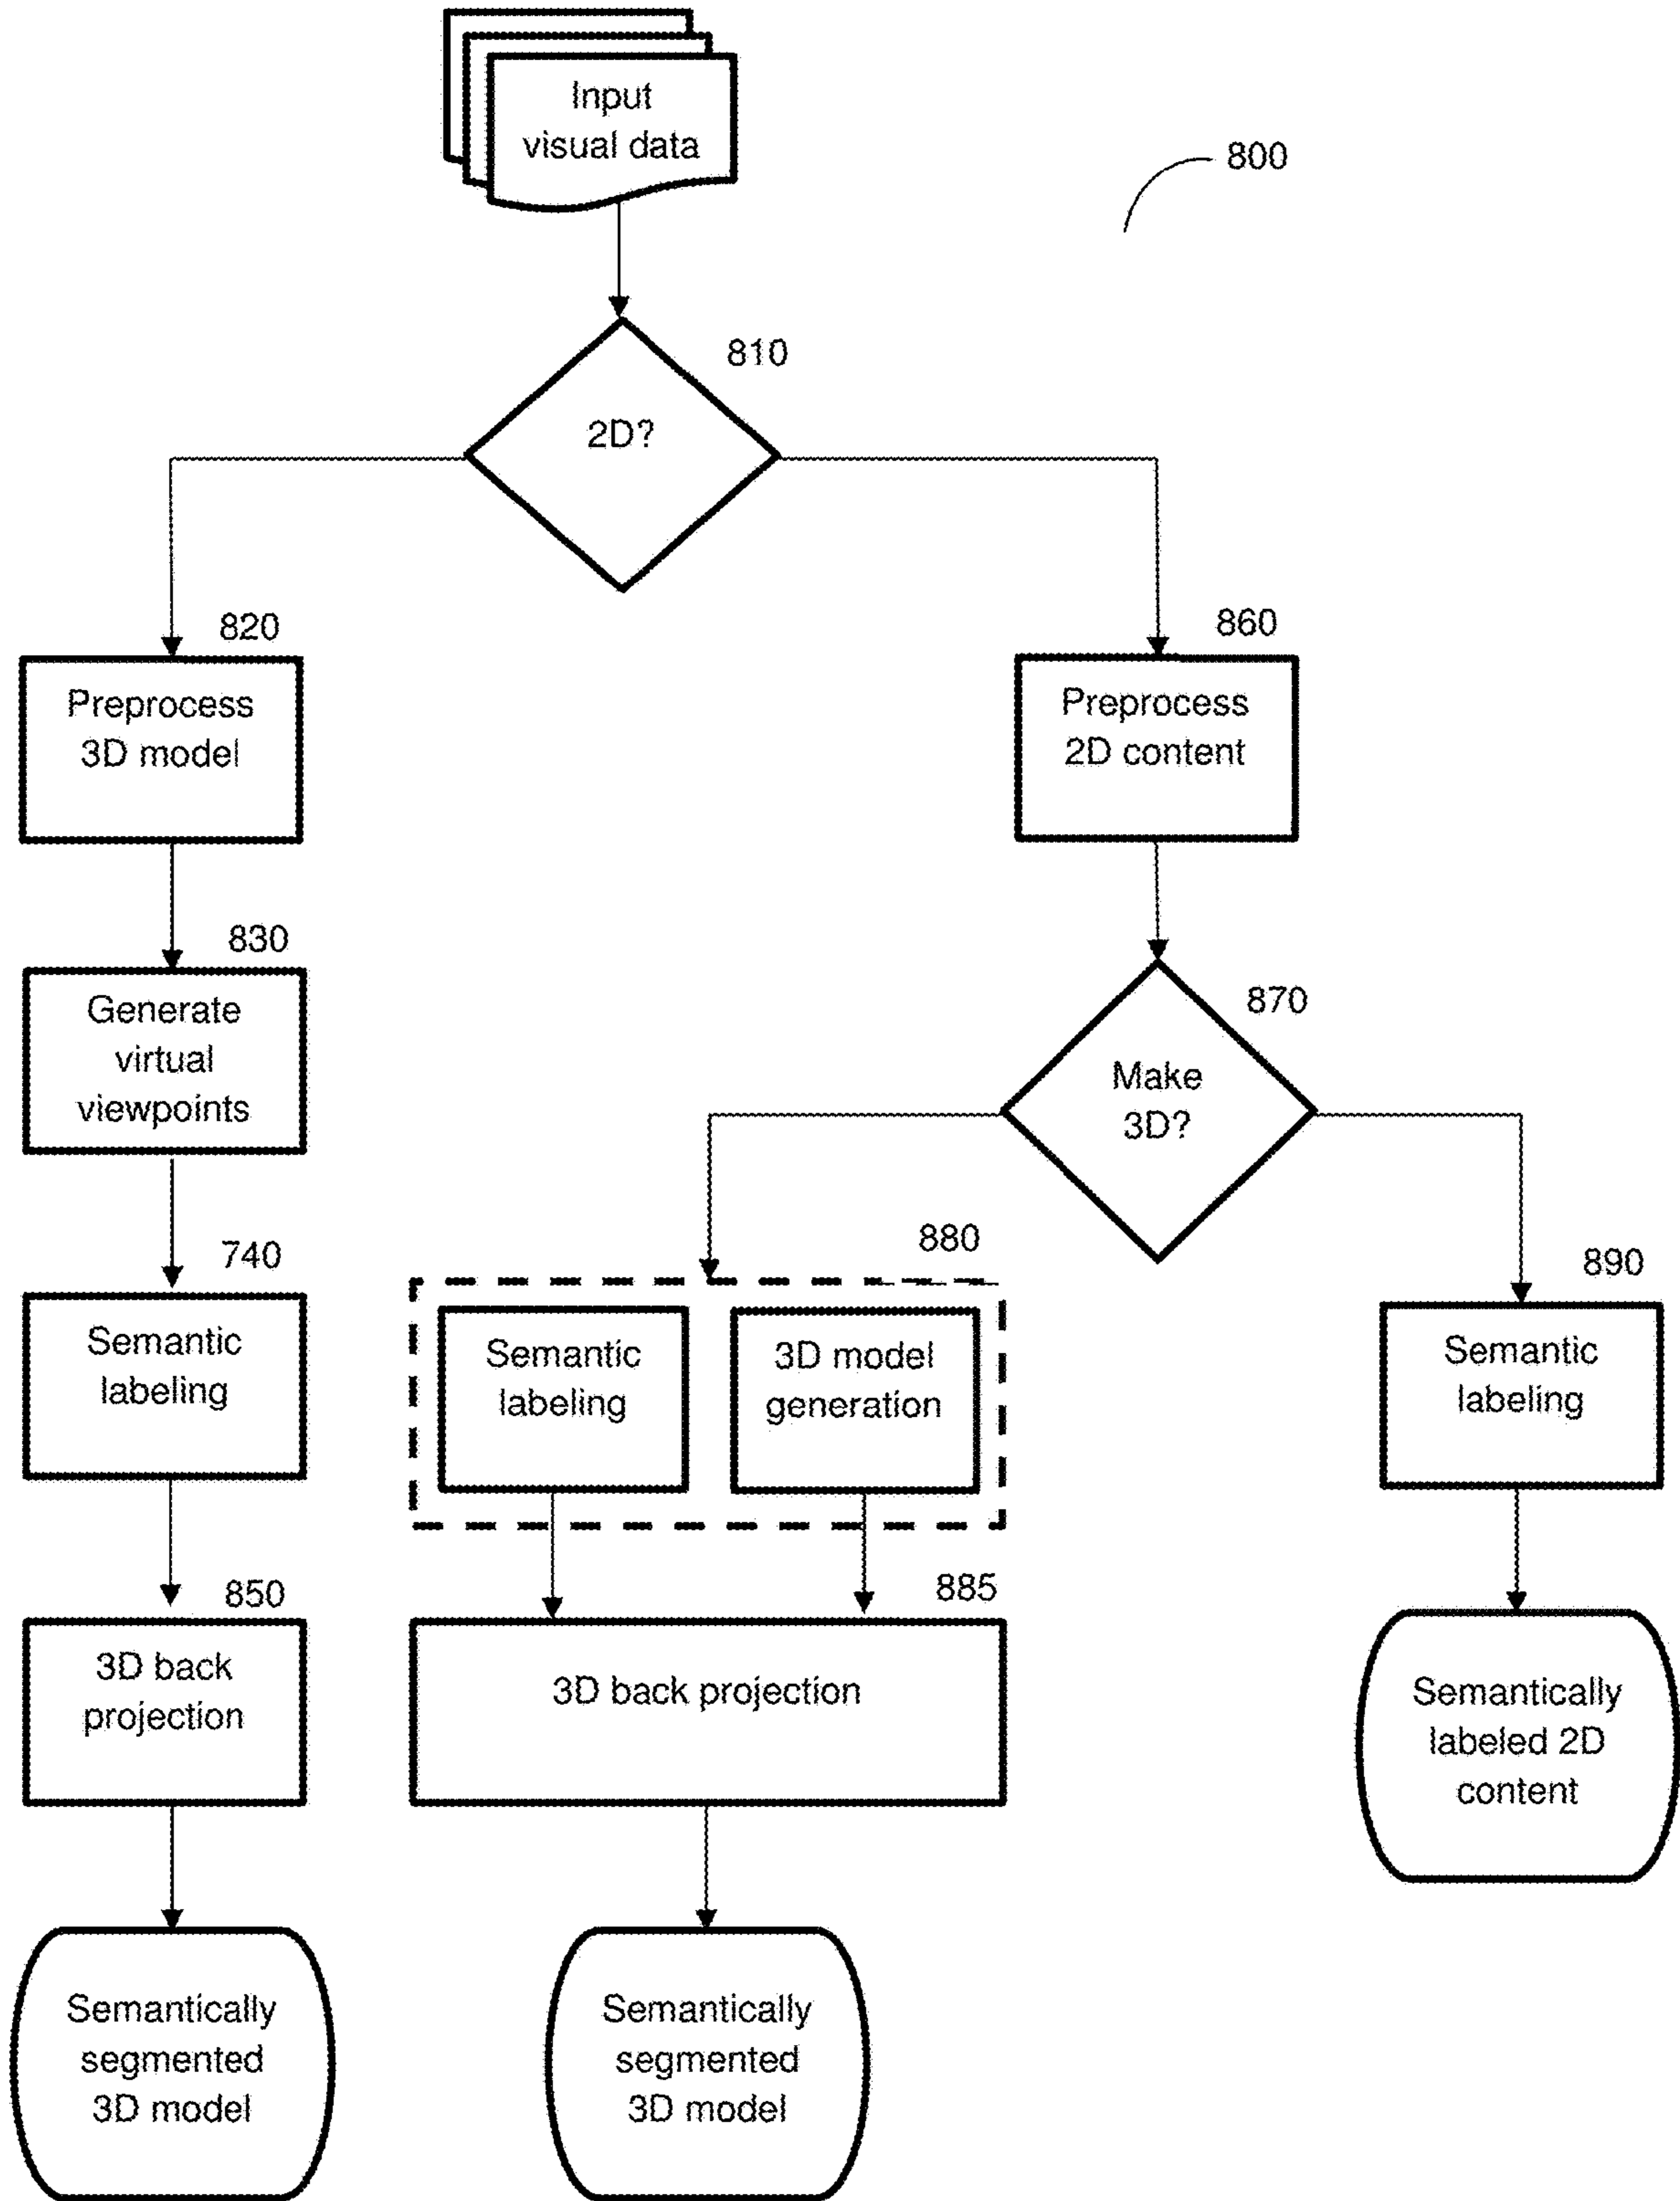 Input
visual data
800
810
2D?
820
Preprocess
3D model
860
Preprocess
2D content
830
Generate
virtual
viewpoints
870
Make
3D?
740
Semantic
labeling
880
Semantic
labeling
3D model
generation
890
Semantic
labeling
850
3D back
projection
885
3D back projection
Semantically
labeled 2D
content
Semantically
segmented
3D model
Semantically
segmented
3D model